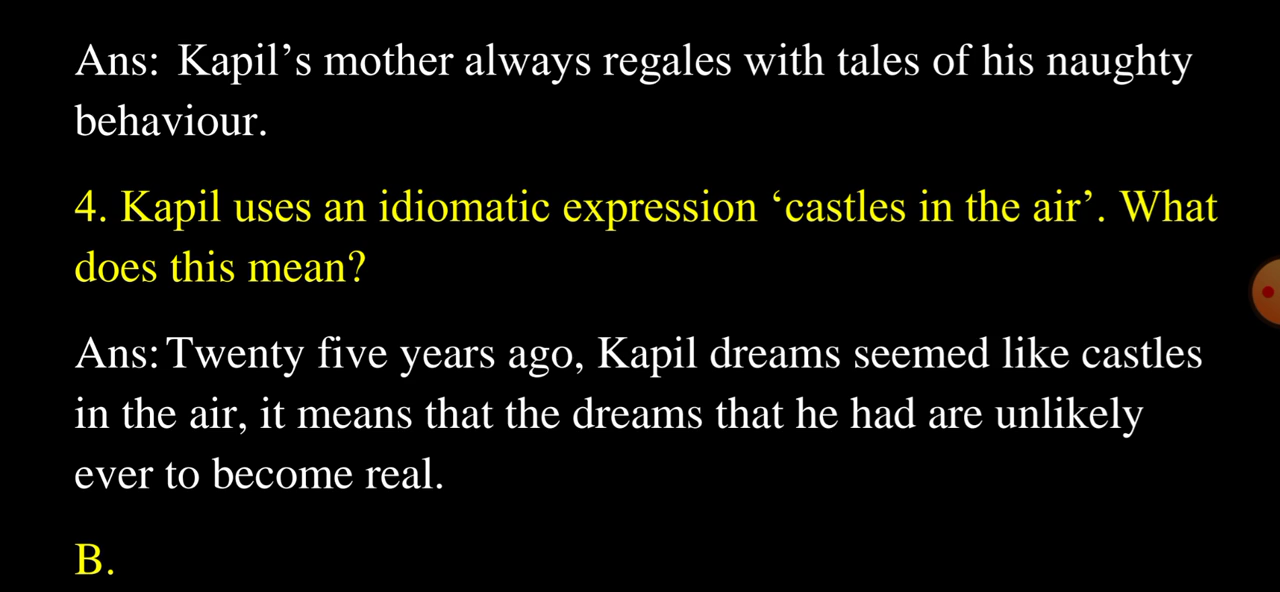 Ans: Kapil’s mother always regales with tales of his naughty
behaviour.
4. Kapil uses an idiomatic expression ‘castles in the air’. What
does this mean?
Ans: Twenty five years ago, Kapil dreams seemed like castles
in the air, it means that the dreams that he had are unlikely
ever to become real.
B.